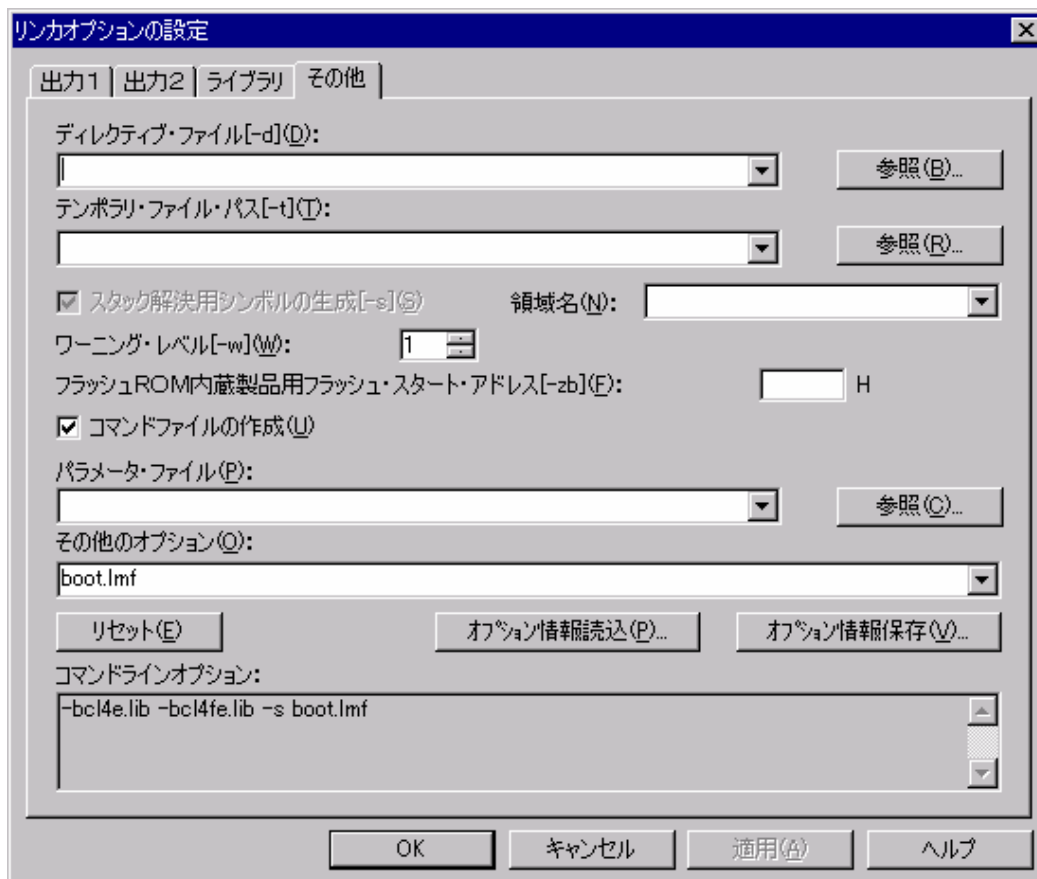 リンカオプションの設定
出力1 出力2 ライブラリ その他
ディレクティブ・ファイル[-d](D):
参照(B)...
テンポラリ・ファイル・パス[-t](T):
参照(R)...
スタック解決用シンボルの生成[-s](S) 領域名(N):
ワーニング・レベル[-w](W): 1
フラッシュROM内蔵製品用フラッシュ・スタート・アドレス[-zb](F): H
コマンドファイルの作成(U)
パラメータ・ファイル(P):
参照(C)...
その他のオプション(O):
boot.lmf
リセット(E) オプション情報読込(P)... オプション情報保存(V)...
コマンドラインオプション:
-bcl4e.lib -bcl4fe.lib -s boot.lmf
OK キャンセル 適用(A) ヘルプ